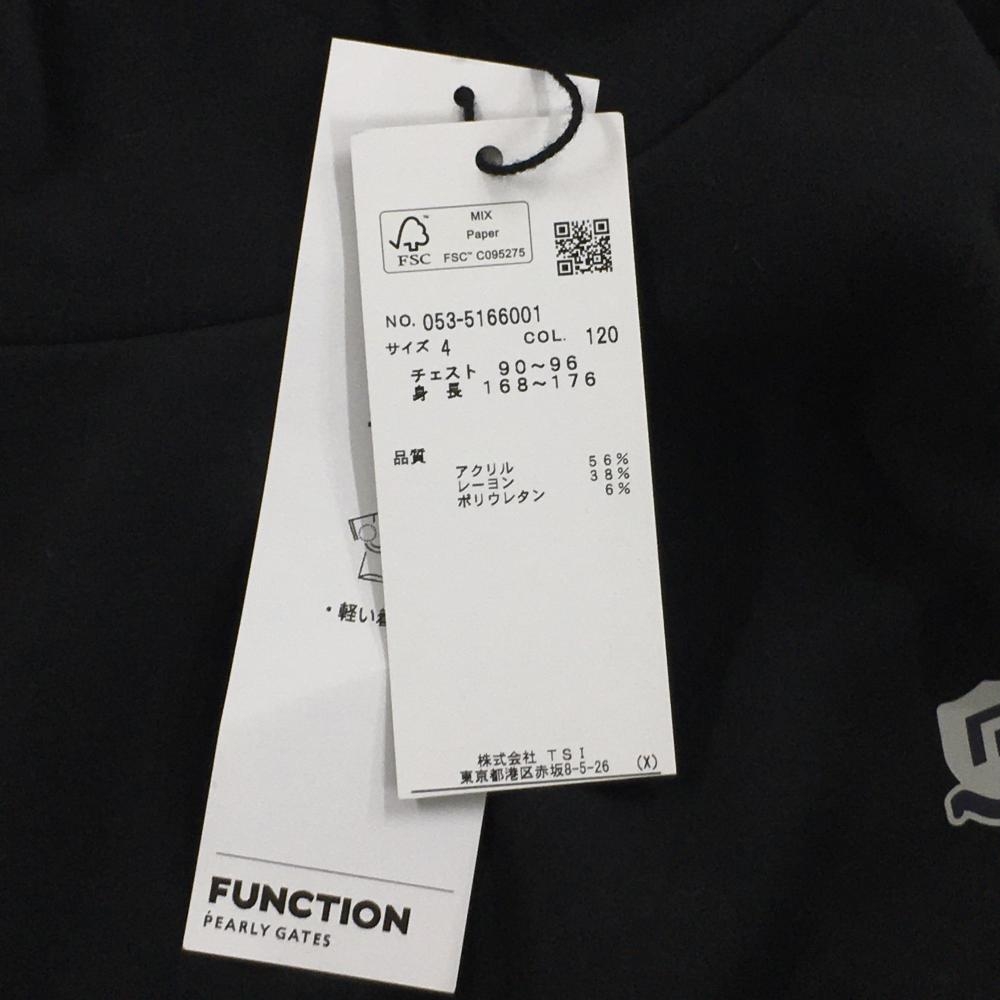 MIX
Paper
FSC™ C095275
FSC
NO. 053-5166001
サイズ 4 COL. 120
チェスト 90～96
身長 168～176
品質
アクリル 56%
レーヨン 38%
ポリウレタン 6%
株式会社 TSI
東京都港区赤坂8-5-26 (X)
・軽い着
FUNCTION
PEARLY GATES